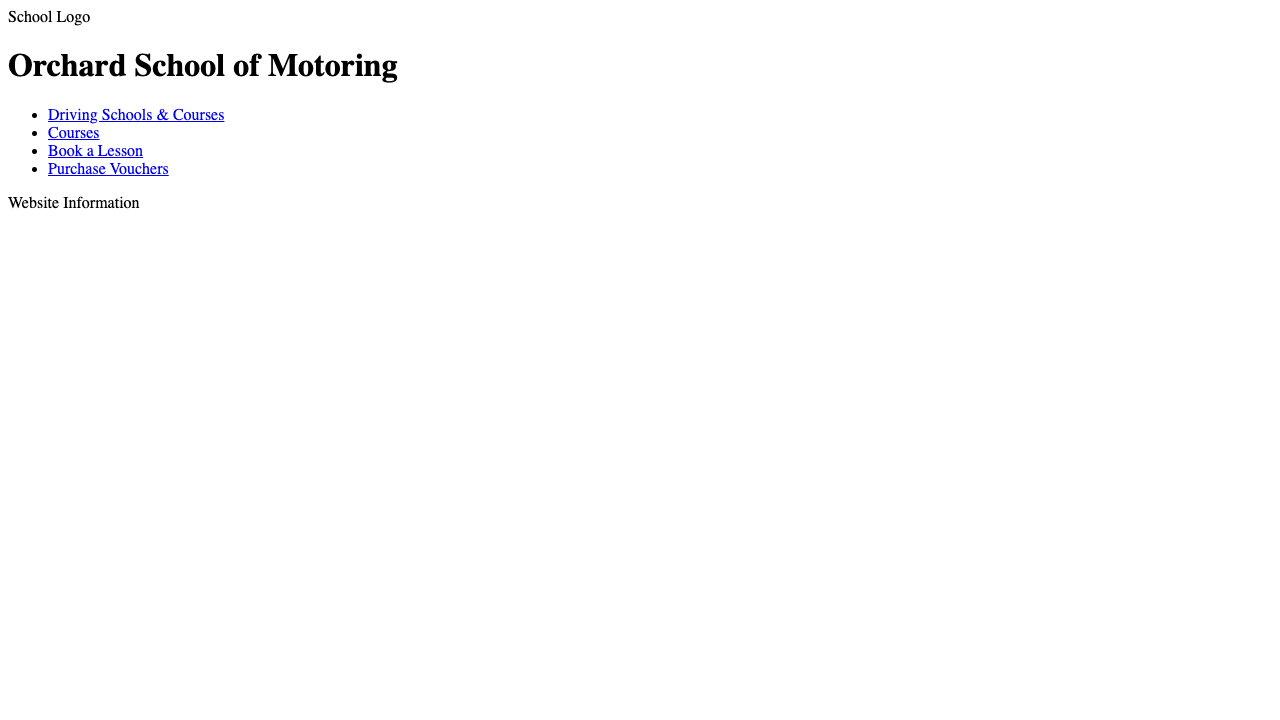 School Logo
Orchard School of Motoring
Driving Schools & Courses
Courses
Book a Lesson
Purchase Vouchers
Website Information